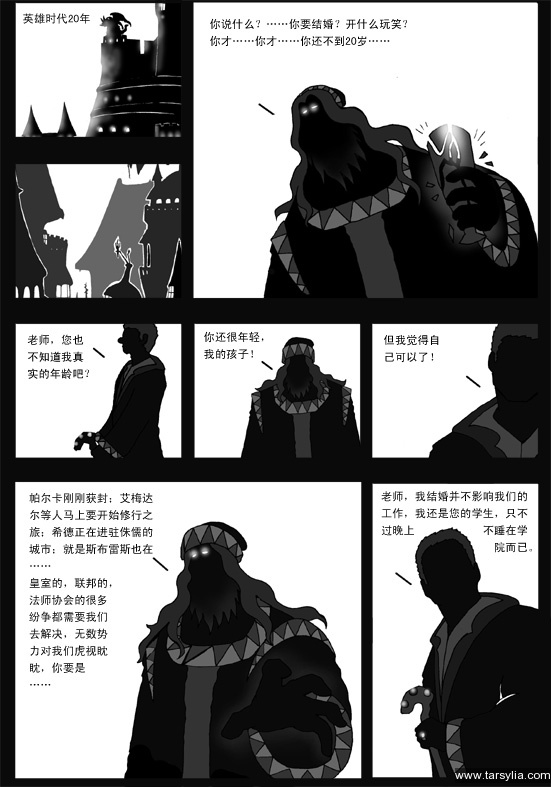 英雄时代20年
你说什么？……你要结婚？开什么玩笑？
你才……你才……你还不到20岁……
老师，您也
不知道我真
实的年龄吧？
你还很年轻，
我的孩子！
但我觉得自
己可以了！
帕尔卡刚刚获封；艾梅达
尔等人马上要开始修行之
旅；希德正在进驻侏儒的
城市；就是斯布雷斯也在
……
皇室的，联邦的，
法师协会的很多
纷争都需要我们
去解决，无数势
力对我们虎视眈
眈，你要是
……
老师，我结婚并不影响我们的
工作，我还是您的学生，只不
过晚上 不睡在学
院而已。
www.tarsylia.com